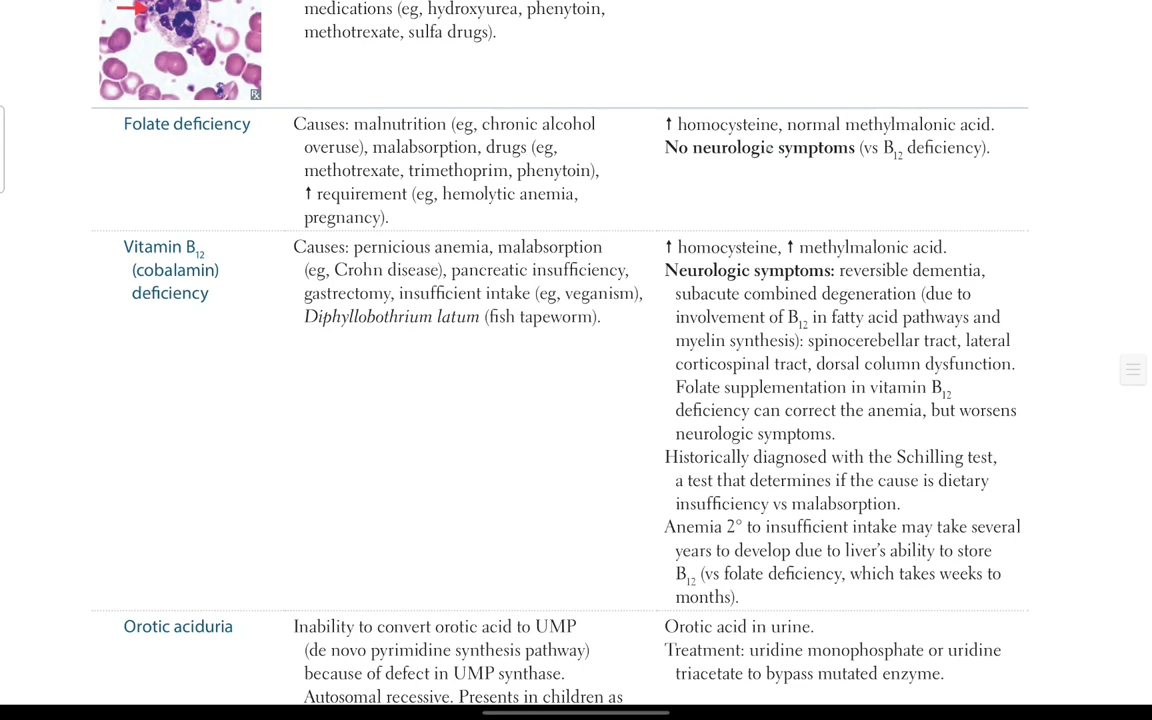 medications (eg, hydroxyurea, phenytoin,
methotrexate, sulfa drugs).
Folate deficiency
Causes: malnutrition (eg, chronic alcohol
overuse), malabsorption, drugs (eg,
methotrexate, trimethoprim, phenytoin),
↑ requirement (eg, hemolytic anemia,
pregnancy).
↑ homocysteine, normal methylmalonic acid.
No neurologic symptoms (vs B12 deficiency).
Vitamin B12
(cobalamin)
deficiency
Causes: pernicious anemia, malabsorption
(eg, Crohn disease), pancreatic insufficiency,
gastrectomy, insufficient intake (eg, veganism),
Diphyllobothrium latum (fish tapeworm).
↑ homocysteine, ↑ methylmalonic acid.
Neurologic symptoms: reversible dementia,
subacute combined degeneration (due to
involvement of B12 in fatty acid pathways and
myelin synthesis): spinocerebellar tract, lateral
corticospinal tract, dorsal column dysfunction.
Folate supplementation in vitamin B12
deficiency can correct the anemia, but worsens
neurologic symptoms.
Historically diagnosed with the Schilling test,
a test that determines if the cause is dietary
insufficiency vs malabsorption.
Anemia 2° to insufficient intake may take several
years to develop due to liver's ability to store
B12 (vs folate deficiency, which takes weeks to
months).
Orotic aciduria
Inability to convert orotic acid to UMP
(de novo pyrimidine synthesis pathway)
because of defect in UMP synthase.
Autosomal recessive. Presents in children as
Orotic acid in urine.
Treatment: uridine monophosphate or uridine
triacetate to bypass mutated enzyme.